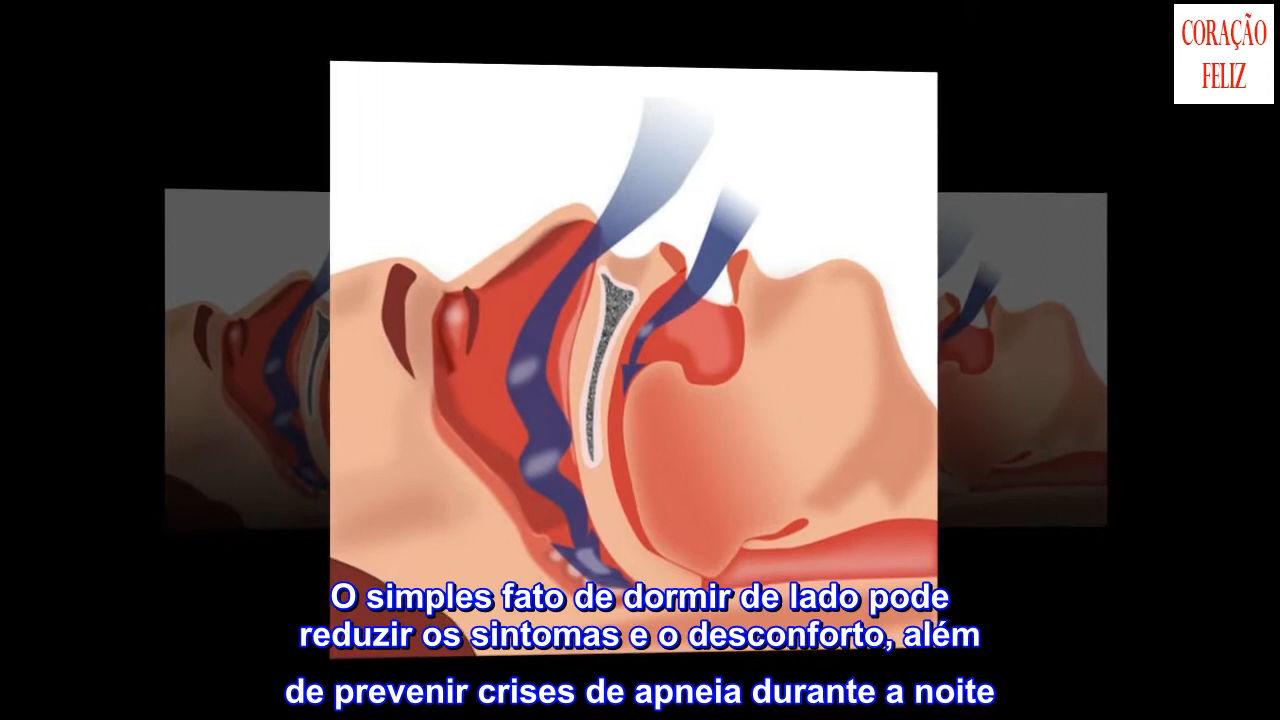 CORAÇÃO
FELIZ
O simples fato de dormir de lado pode
reduzir os sintomas e o desconforto, além
de prevenir crises de apneia durante a noite